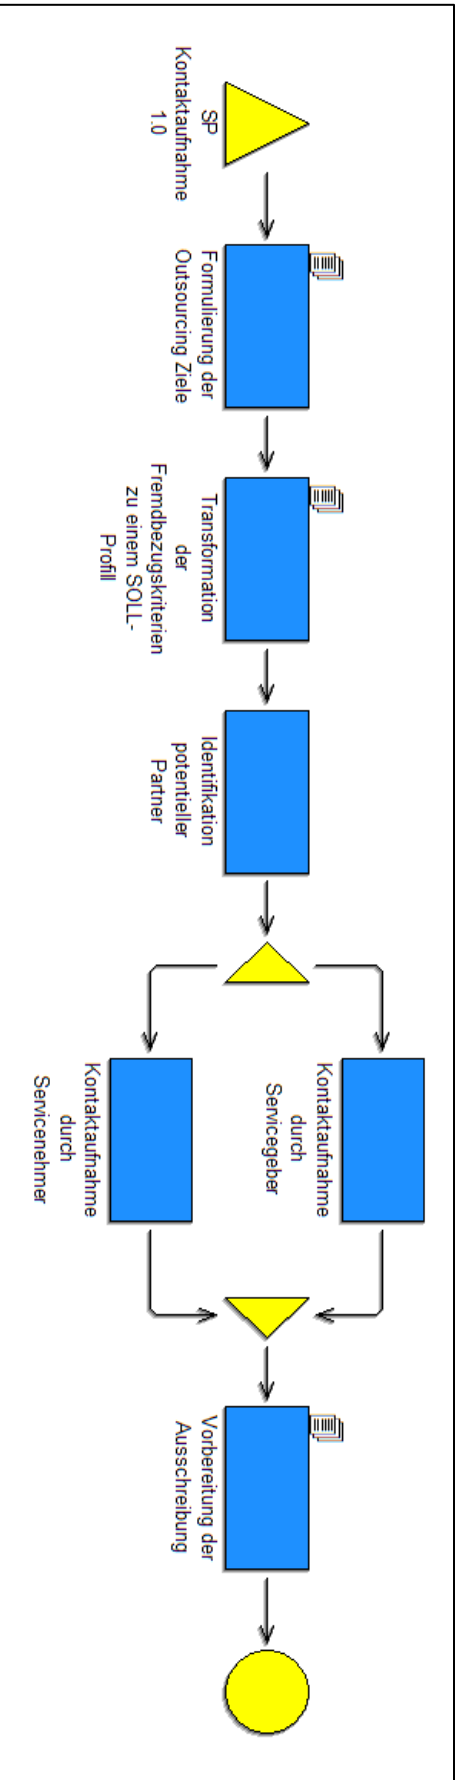 SP
Kontaktaufnahme
1.0
Formulierung der
Outsourcing Ziele
Transformation
der
Fremdbezugskriterien
zu einem SOLL-
Profill
Identifikation
potentieller
Partner
Kontaktaufnahme
durch
Servicegeber
Kontaktaufnahme
durch
Servicenehmer
Vorbereitung der
Ausschreibung